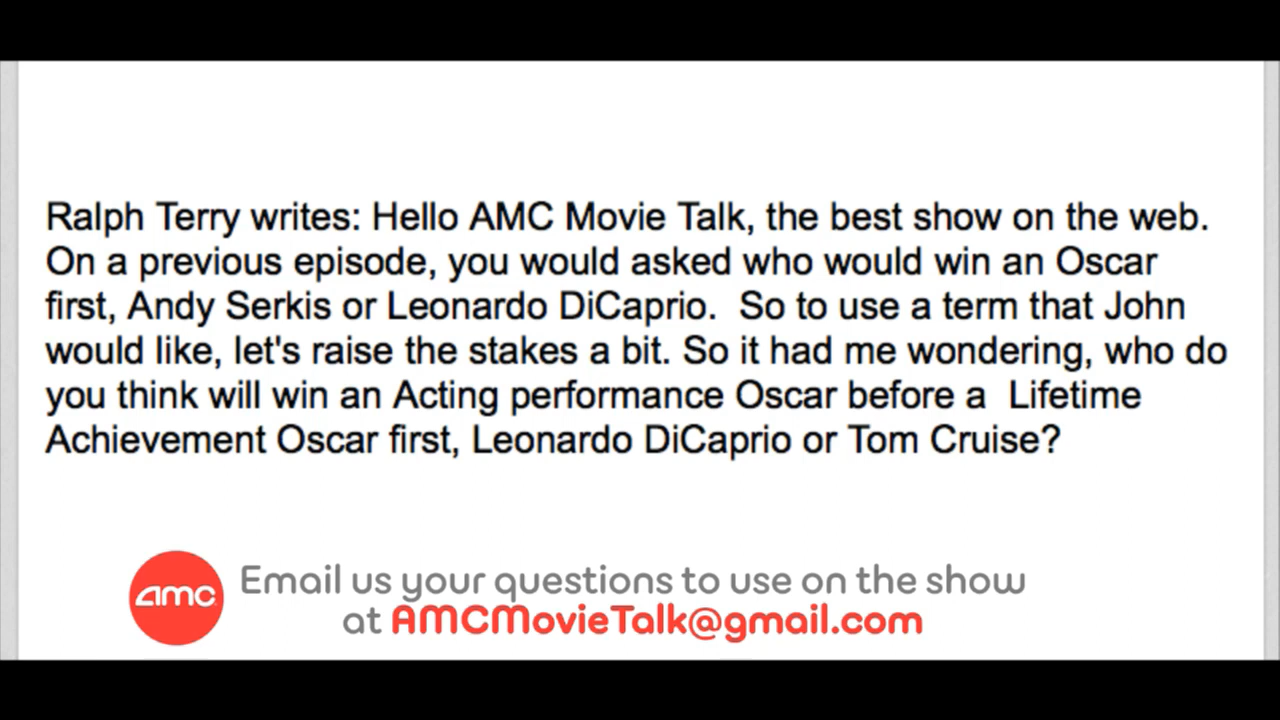 Ralph Terry writes: Hello AMC Movie Talk, the best show on the web.
On a previous episode, you would asked who would win an Oscar
first, Andy Serkis or Leonardo DiCaprio.  So to use a term that John
would like, let's raise the stakes a bit. So it had me wondering, who do
you think will win an Acting performance Oscar before a  Lifetime
Achievement Oscar first, Leonardo DiCaprio or Tom Cruise?
amc
Email us your questions to use on the show
at AMCMovieTalk@gmail.com